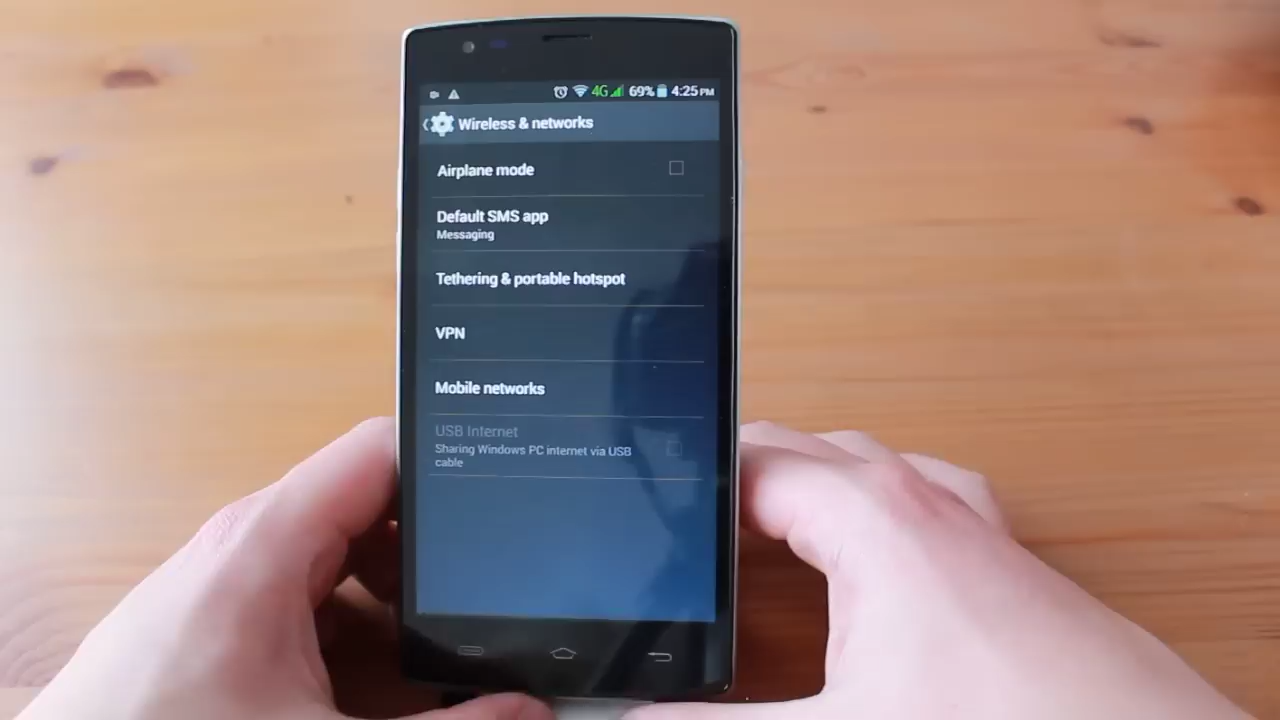 4G 69% 4:25 PM
Wireless & networks
Airplane mode
Default SMS app
Messaging
Tethering & portable hotspot
VPN
Mobile networks
USB Internet
Sharing Windows PC internet via USB
cable